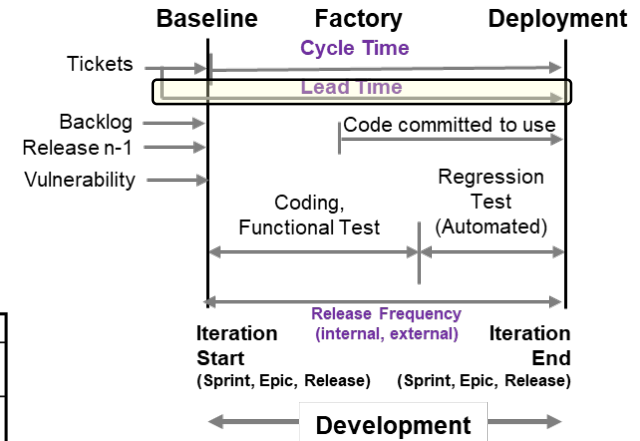 Baseline Factory Deployment
Cycle Time
Tickets
Lead Time
Backlog
Code committed to use
Release n-1
Vulnerability
Regression
Test
(Automated)
Coding,
Functional Test
Release Frequency
(internal, external)
Iteration
Start
(Sprint, Epic, Release)
Iteration
End
(Sprint, Epic, Release)
Development